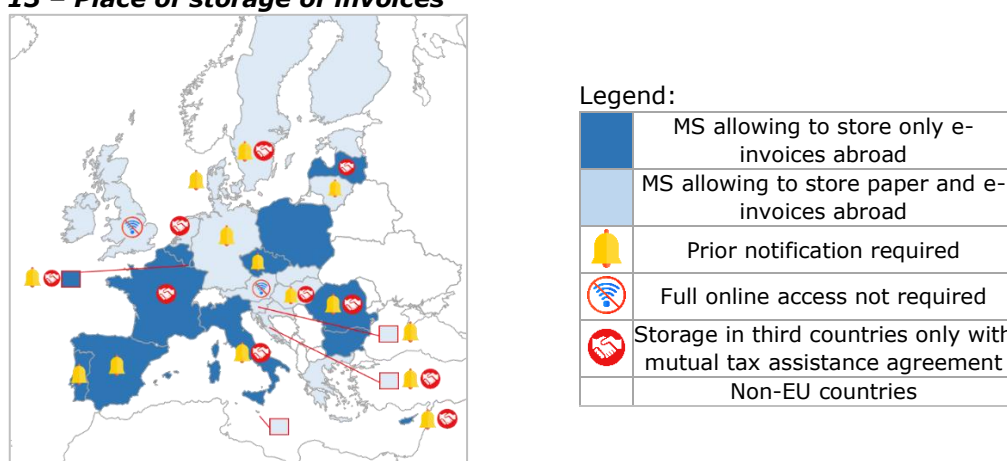 15 – Place of storage of invoices
Legend:
MS allowing to store only e-
invoices abroad
MS allowing to store paper and e-
invoices abroad
Prior notification required
Full online access not required
Storage in third countries only with
mutual tax assistance agreement
Non-EU countries